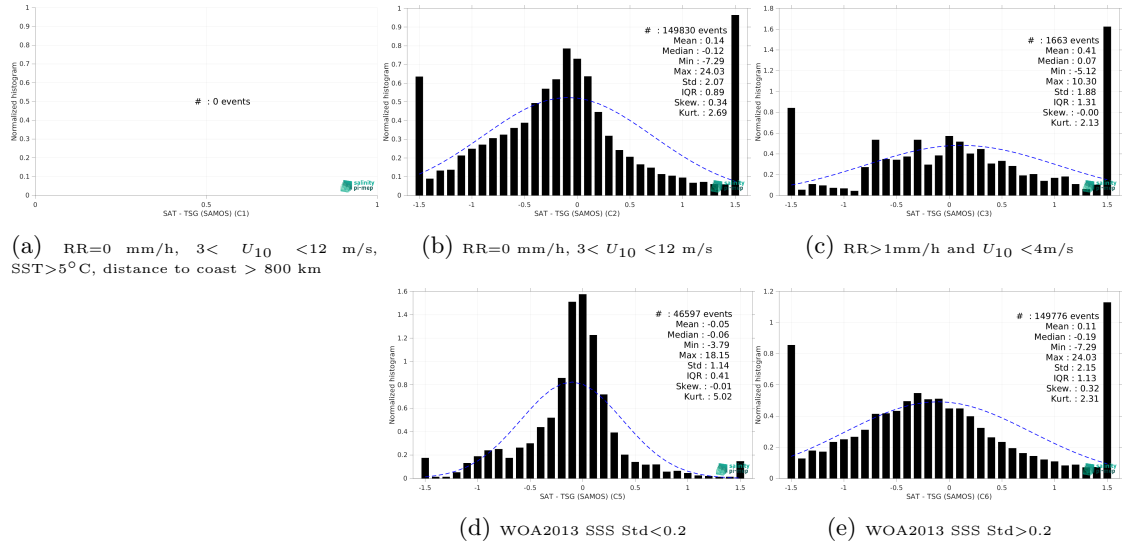 1
0.9
0.8
0.7
0.6
0.5
0.4
0.3
0.2
0.1
0
Normalized histogram
# : 0 events
0
0.5
1
salinity
pi-mep
SAT - TSG (SAMOS) (C1)
(a) RR=0 mm/h, 3< U10 <12 m/s,
SST>5°C, distance to coast > 800 km
1
0.9
0.8
0.7
0.6
0.5
0.4
0.3
0.2
0.1
0
Normalized histogram
# : 149830 events
Mean : 0.14
Median : -0.12
Min : -7.29
Max : 24.03
Std : 2.07
IQR : 0.89
Skew. : 0.34
Kurt. : 2.69
-1.5 -1 -0.5 0 0.5 1 1.5
salinity
pi-mep
SAT - TSG (SAMOS) (C2)
(b) RR=0 mm/h, 3< U10 <12 m/s
1.8
1.6
1.4
1.2
1
0.8
0.6
0.4
0.2
0
Normalized histogram
# : 1663 events
Mean : 0.41
Median : 0.07
Min : -5.12
Max : 10.30
Std : 1.88
IQR : 1.31
Skew. : -0.00
Kurt. : 2.13
-1.5 -1 -0.5 0 0.5 1 1.5
salinity
pi-mep
SAT - TSG (SAMOS) (C3)
(c) RR>1mm/h and U10 <4m/s
1.6
1.4
1.2
1
0.8
0.6
0.4
0.2
0
Normalized histogram
# : 46597 events
Mean : -0.05
Median : -0.06
Min : -3.79
Max : 18.15
Std : 1.14
IQR : 0.41
Skew. : -0.01
Kurt. : 5.02
-1.5 -1 -0.5 0 0.5 1 1.5
salinity
pi-mep
SAT - TSG (SAMOS) (C5)
(d) WOA2013 SSS Std<0.2
1.2
1
0.8
0.6
0.4
0.2
0
Normalized histogram
# : 149776 events
Mean : 0.11
Median : -0.19
Min : -7.29
Max : 24.03
Std : 2.15
IQR : 1.13
Skew. : 0.32
Kurt. : 2.31
-1.5 -1 -0.5 0 0.5 1 1.5
salinity
pi-mep
SAT - TSG (SAMOS) (C6)
(e) WOA2013 SSS Std>0.2